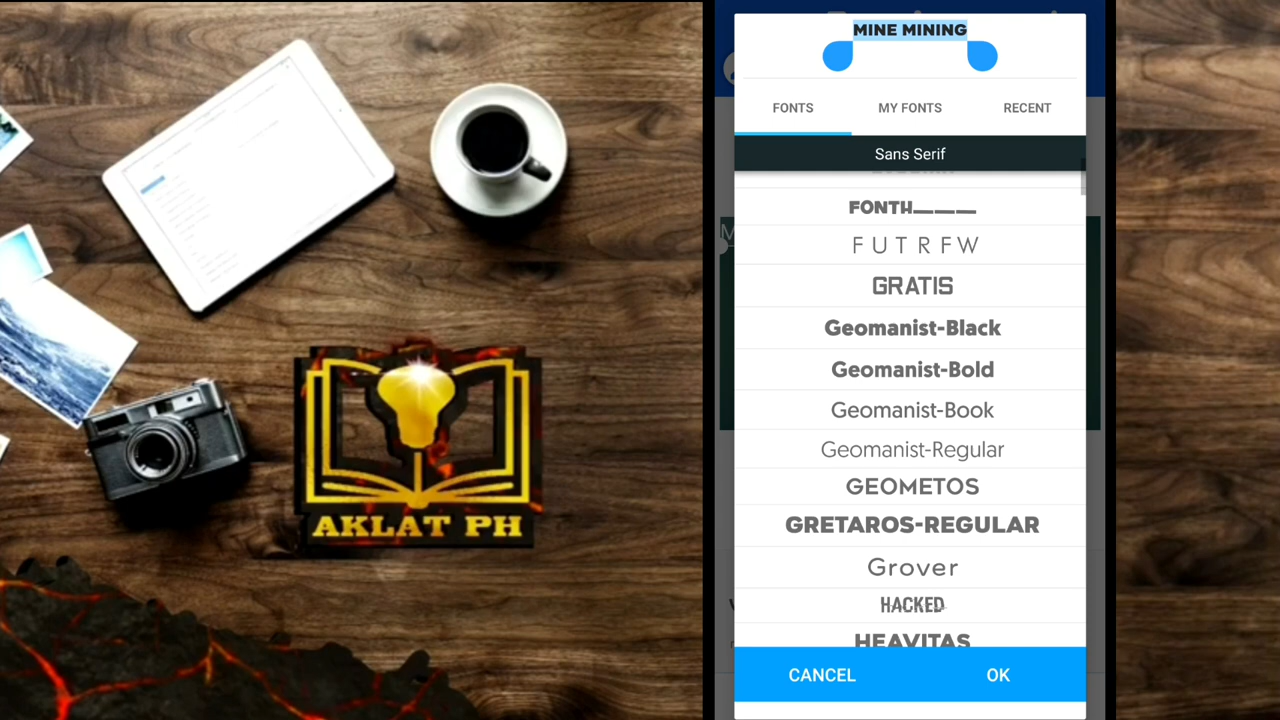 AKLAT PH
MINE MINING
FONTS
MY FONTS
RECENT
Sans Serif
FONTH____
FUTRFW
GRATIS
Geomanist-Black
Geomanist-Bold
Geomanist-Book
Geomanist-Regular
GEOMETOS
GRETAROS-REGULAR
Grover
HACKED
HEAVITAS
CANCEL
OK